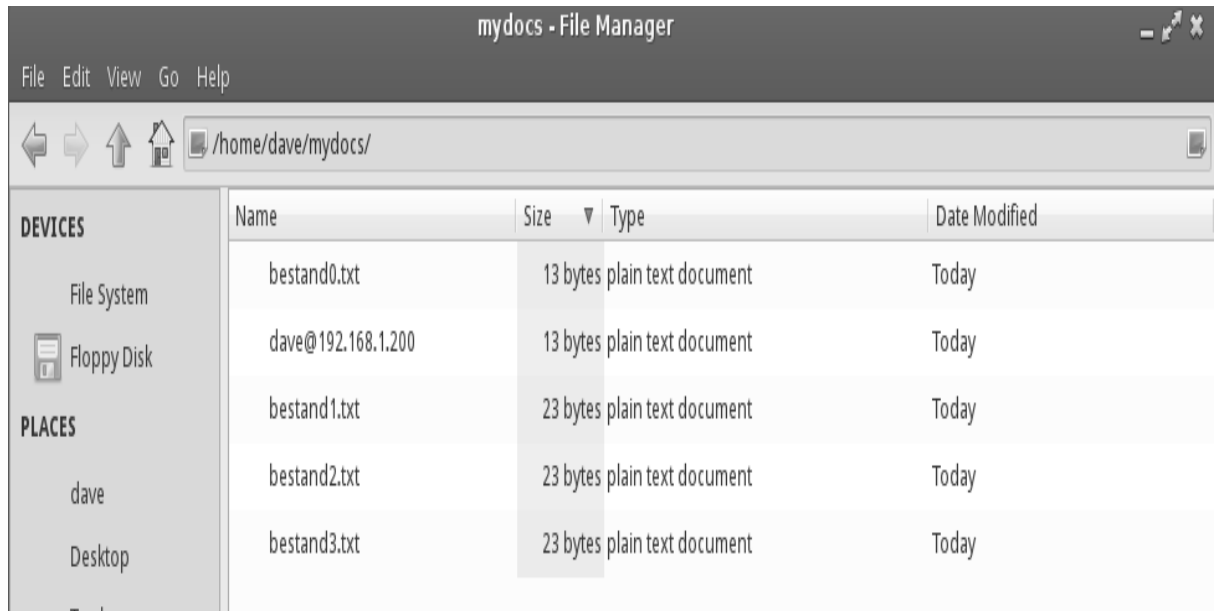 mydocs - File Manager
File Edit View Go Help
/home/dave/mydocs/
DEVICES
File System
Floppy Disk
PLACES
dave
Desktop
Name Size Type Date Modified
bestand0.txt 13 bytes plain text document Today
dave@192.168.1.200 13 bytes plain text document Today
bestand1.txt 23 bytes plain text document Today
bestand2.txt 23 bytes plain text document Today
bestand3.txt 23 bytes plain text document Today